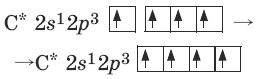 C* 2s¹2p³ ↑ ↑ ↑ ↑ →
→C* 2s¹2p³ ↑ ↑ ↑ ↑